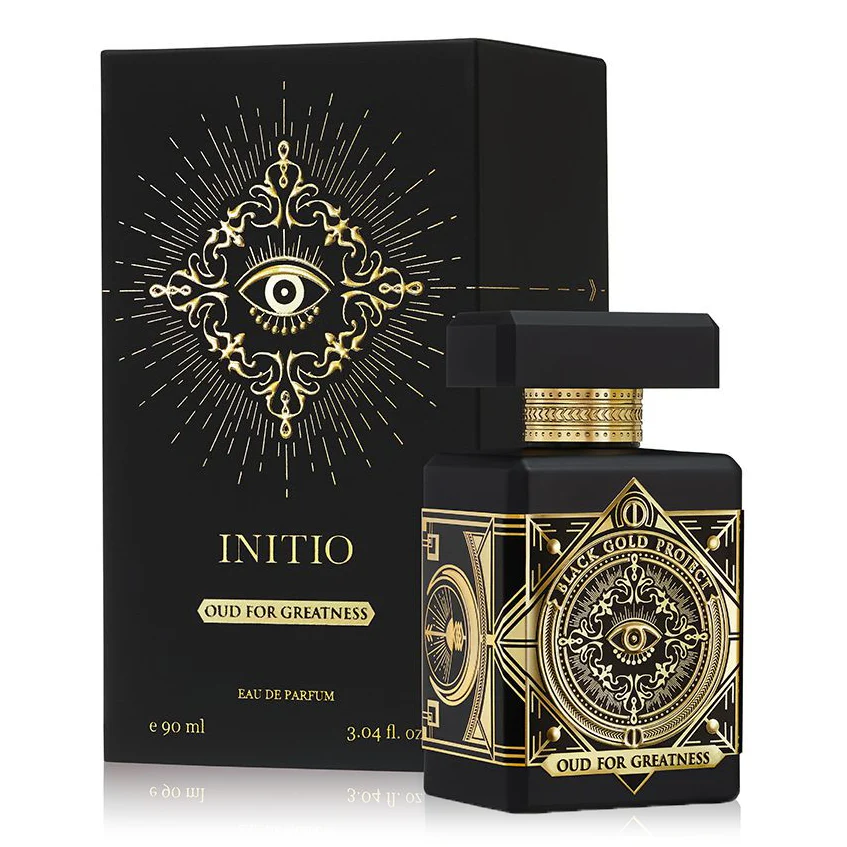 INITIO
OUD FOR GREATNESS
EAU DE PARFUM
e 90 ml
3.04 fl. oz
BLACK GOLD PROJECT
OUD FOR GREATNESS